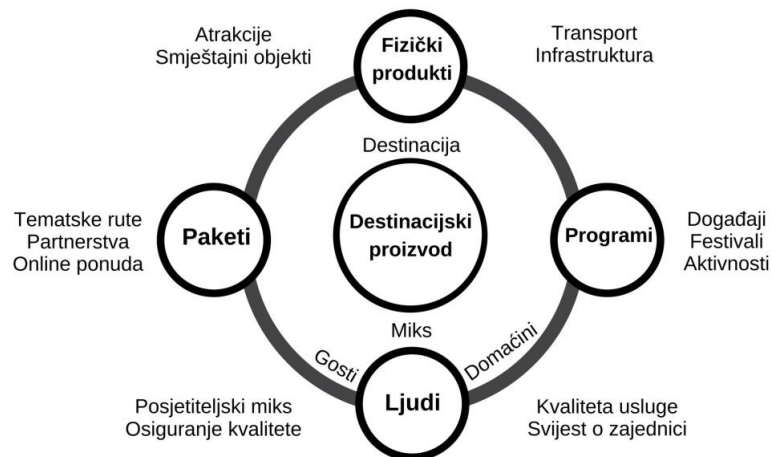 Atrakcije
Smještajni objekti
Fizički
produkti
Transport
Infrastruktura
Destinacija
Tematske rute
Partnerstva
Online ponuda
Paketi
Destinacijski
proizvod
Programi
Događaji
Festivali
Aktivnosti
Miks
Gosti
Domaćini
Ljudi
Posjetiteljski miks
Osiguranje kvalitete
Kvaliteta usluge
Svijest o zajednici